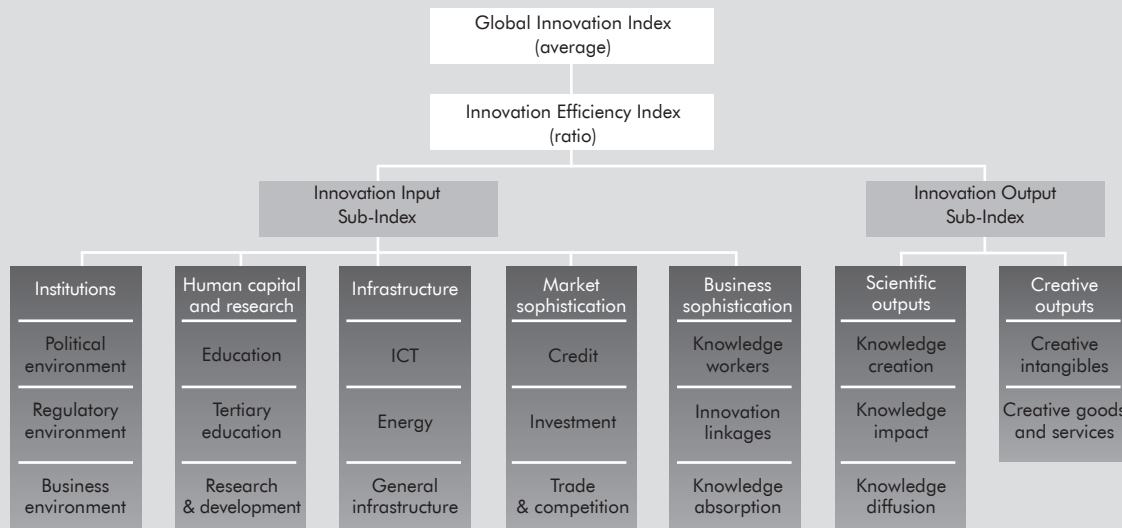 Global Innovation Index
(average)
Innovation Efficiency Index
(ratio)
Innovation Input
Sub-Index
Innovation Output
Sub-Index
Institutions
Political
environment
Regulatory
environment
Business
environment
Human capital
and research
Education
Tertiary
education
Research
& development
Infrastructure
ICT
Energy
General
infrastructure
Market
sophistication
Credit
Investment
Trade
& competition
Business
sophistication
Knowledge
workers
Innovation
linkages
Knowledge
absorption
Scientific
outputs
Knowledge
creation
Knowledge
impact
Knowledge
diffusion
Creative
outputs
Creative
intangibles
Creative goods
and services